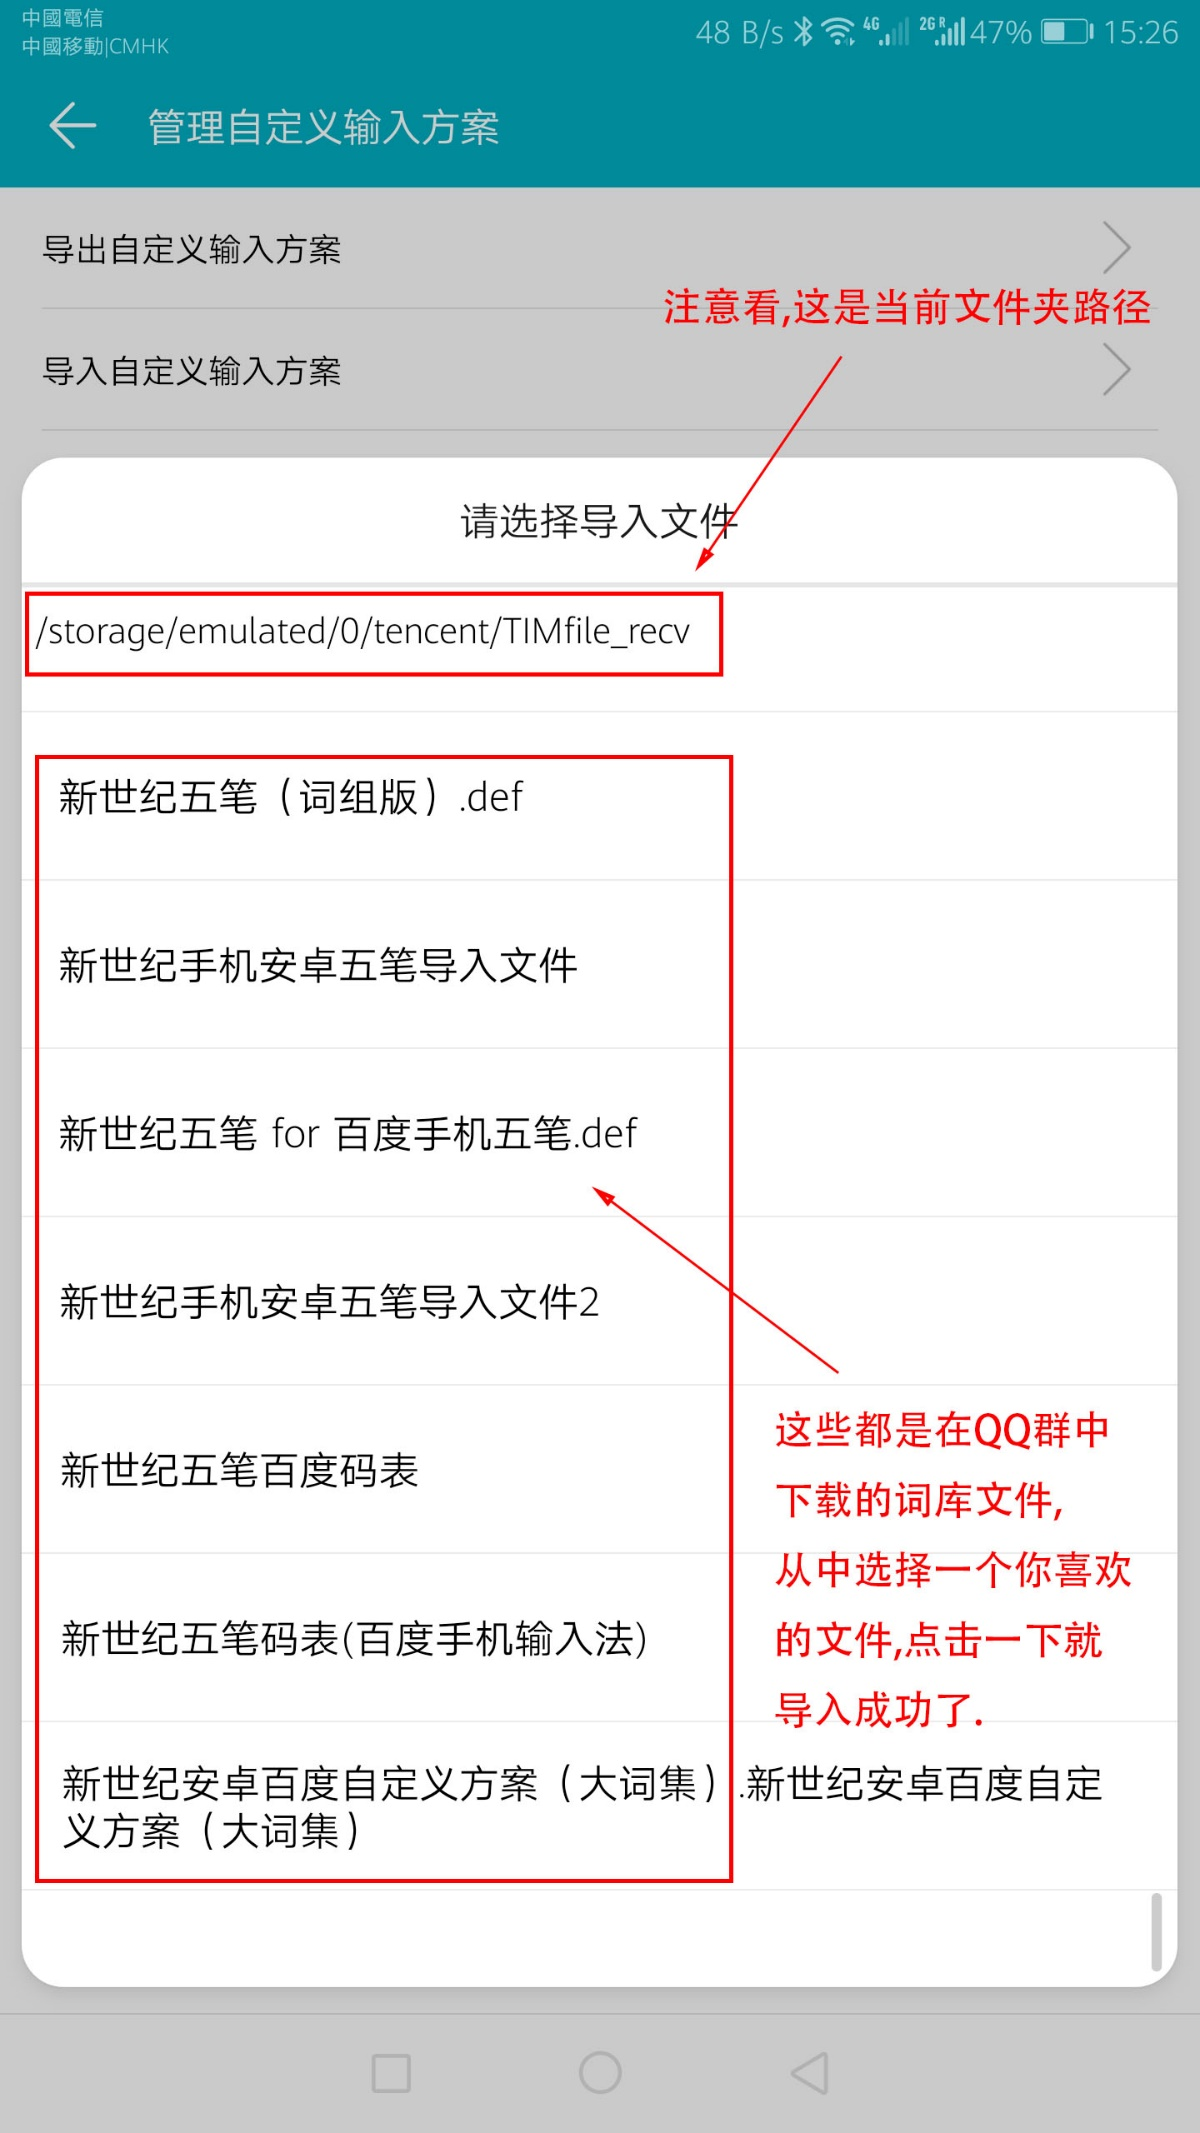 中國電信
中國移動|CMHK
48 B/s 4G 2G R 47% 15:26
管理自定义输入方案
导出自定义输入方案
注意看,这是当前文件夹路径
导入自定义输入方案
请选择导入文件
/storage/emulated/0/tencent/TIMfile_recv
新世纪五笔（词组版）.def
新世纪手机安卓五笔导入文件
新世纪五笔 for 百度手机五笔.def
新世纪手机安卓五笔导入文件2
新世纪五笔百度码表
新世纪五笔码表(百度手机输入法)
这些都是在QQ群中
下载的词库文件,
从中选择一个你喜欢
的文件,点击一下就
导入成功了.
新世纪安卓百度自定义方案（大词集）.新世纪安卓百度自定
义方案（大词集）